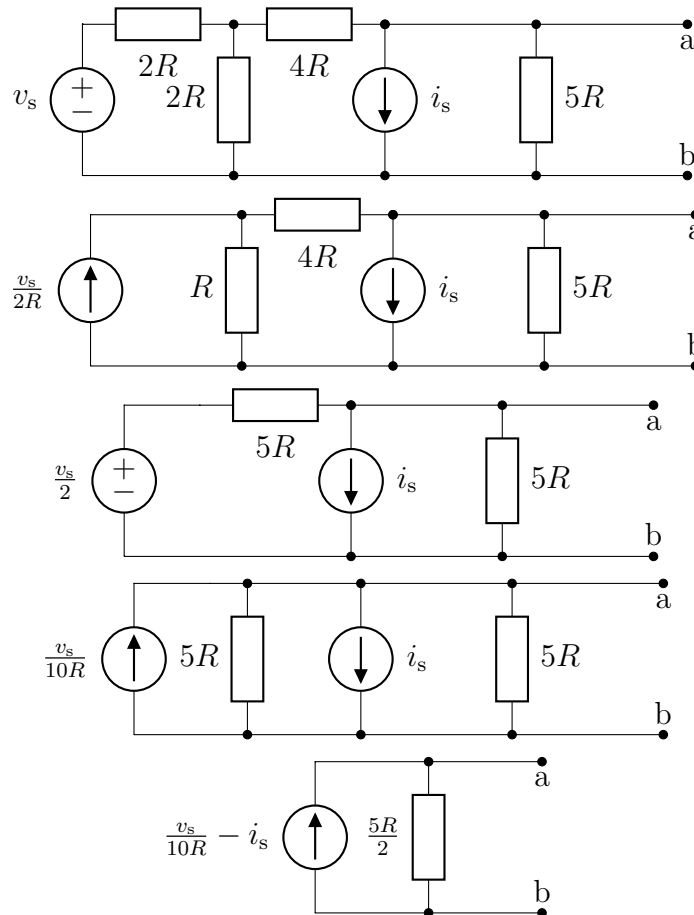 a
2R 4R
v_s + − 2R i_s 5R
b
a
4R
v_s/2R R i_s 5R
b
a
5R
v_s/2 + − i_s 5R
b
a
v_s/10R 5R i_s 5R
b
a
v_s/10R − i_s 5R/2
b